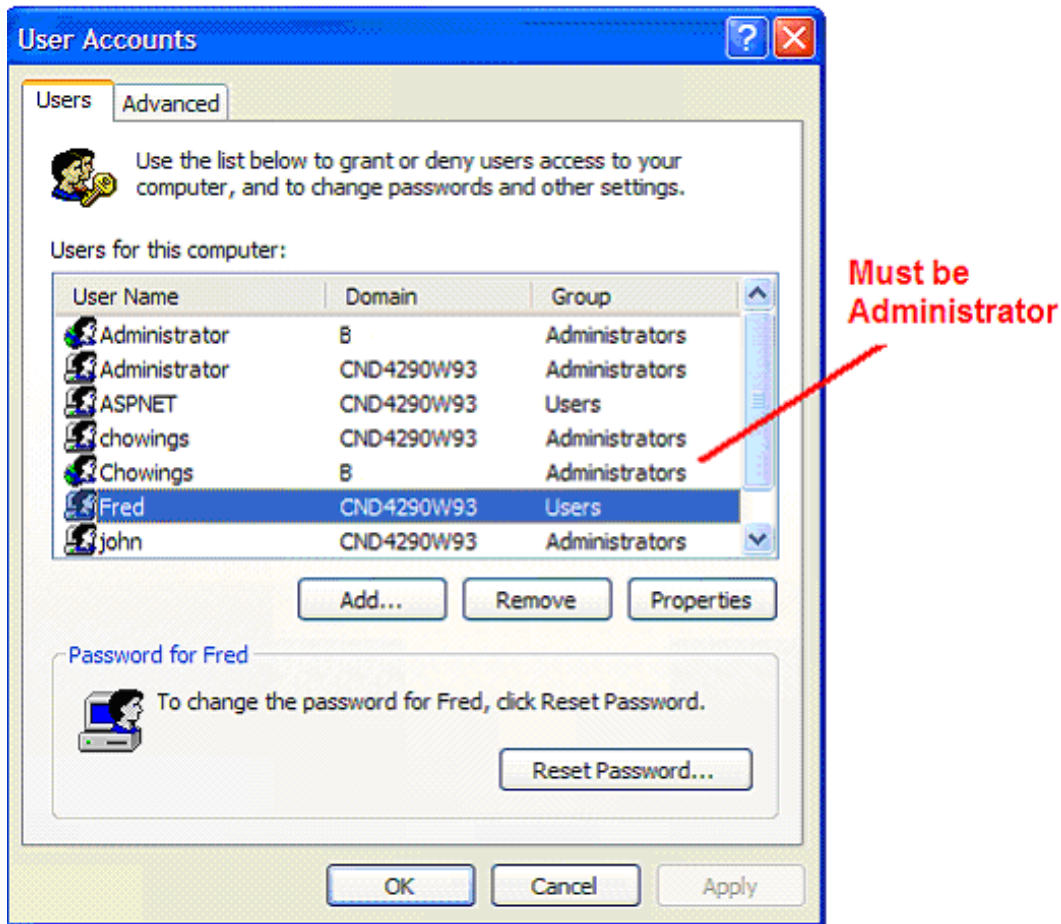 User Accounts
Users Advanced
Use the list below to grant or deny users access to your
computer, and to change passwords and other settings.
Users for this computer:
User Name Domain Group
Administrator B Administrators
Administrator CND4290W93 Administrators
ASPNET CND4290W93 Users
chowings CND4290W93 Administrators
Chowings B Administrators
Fred CND4290W93 Users
john CND4290W93 Administrators
Must be
Administrator
Add... Remove Properties
Password for Fred
To change the password for Fred, click Reset Password.
Reset Password...
OK Cancel Apply